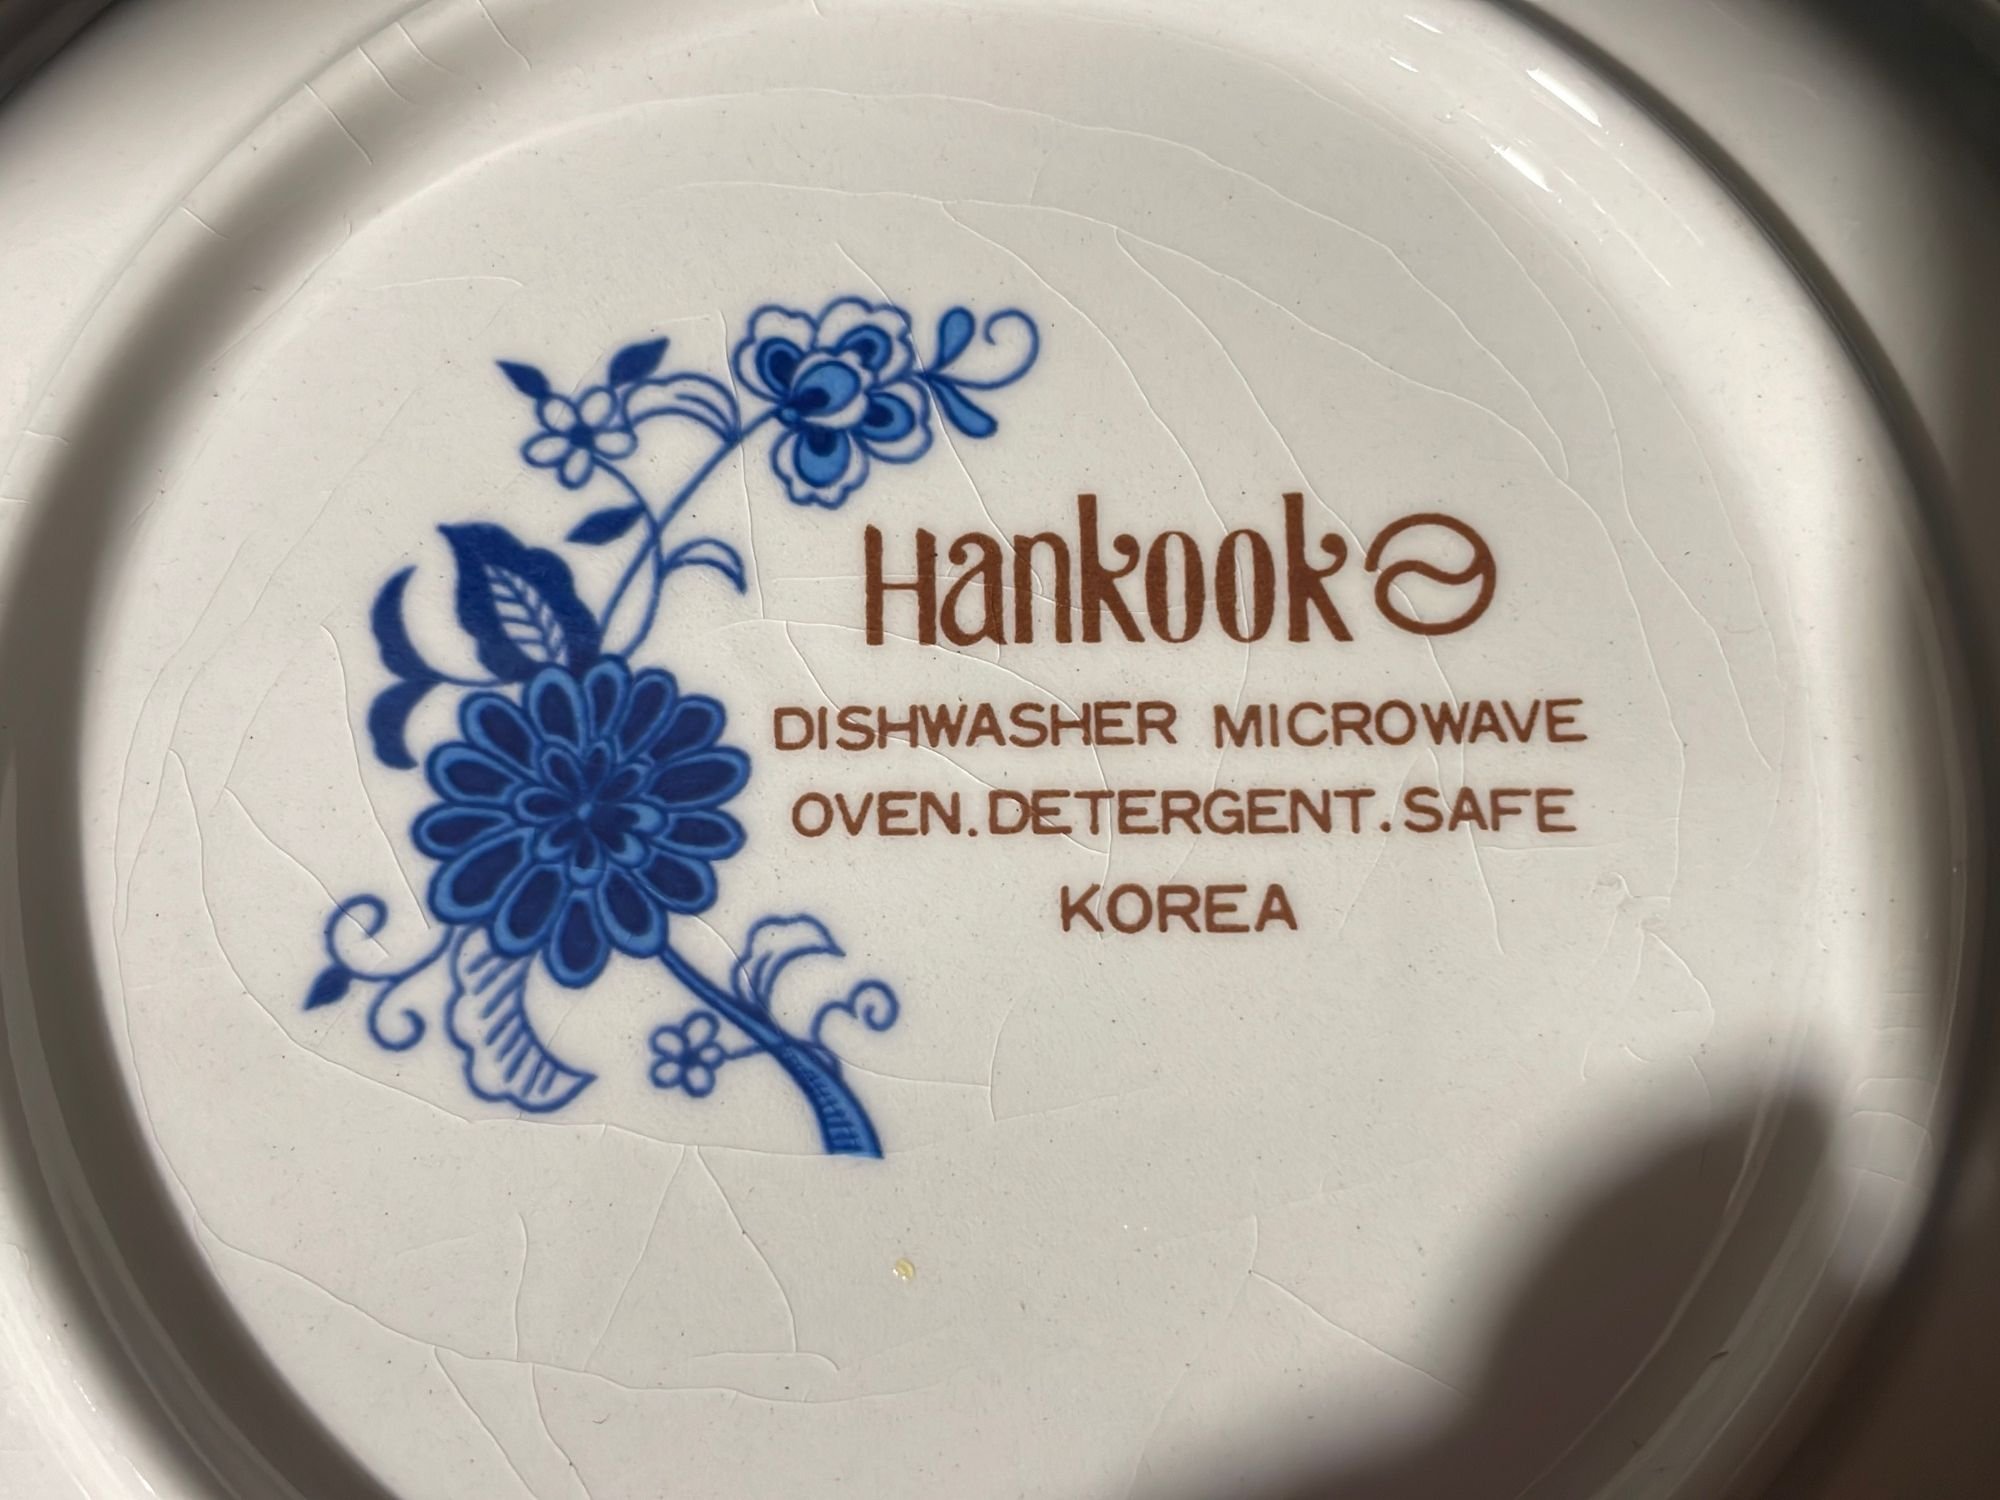 Hankook
DISHWASHER MICROWAVE
OVEN.DETERGENT.SAFE
KOREA